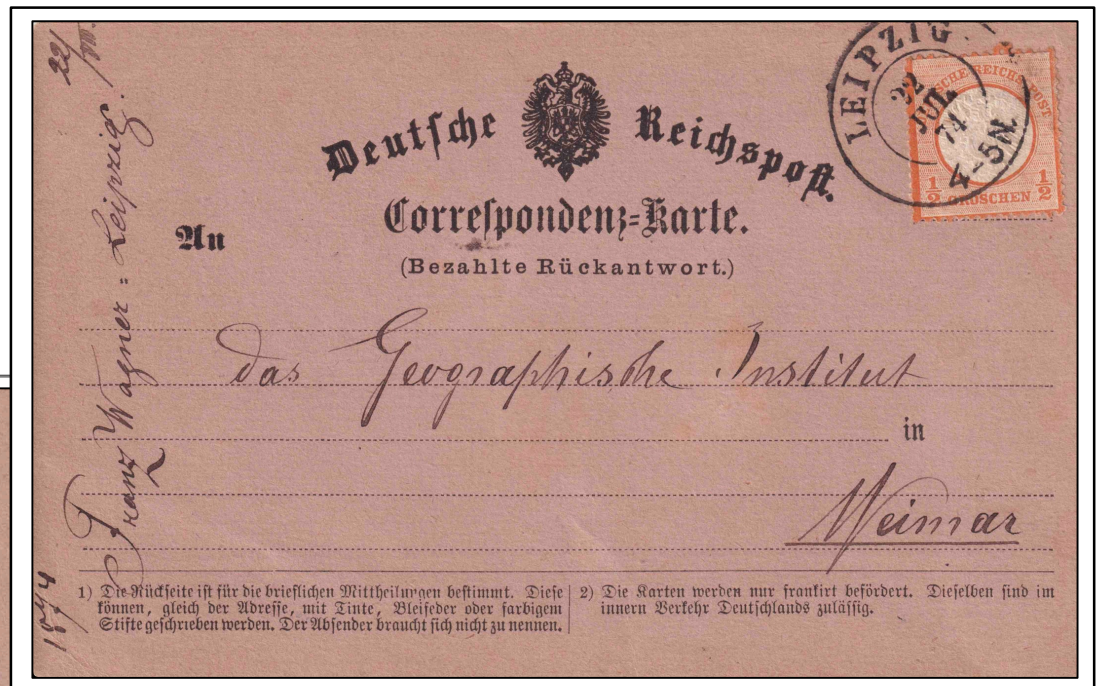 Deutsche Reichspost.
Correspondenz-Karte.
(Bezahlte Rückantwort.)
LEIPZIG
22
JUL
74
4-5N.
DEUTSCHE REICHS-POST
1/2 GROSCHEN 1/2
An
das Geographische Institut
in
Weimar
1) Die Rückseite ist für die brieflichen Mittheilungen bestimmt. Diese
können, gleich der Adresse, mit Tinte, Bleifeder oder farbigem
Stifte geschrieben werden. Der Absender braucht sich nicht zu nennen.
2) Die Karten werden nur frankirt befördert. Dieselben sind im
innern Verkehr Deutschlands zulässig.
Franz Wagner = Leipzig.
22/
1874